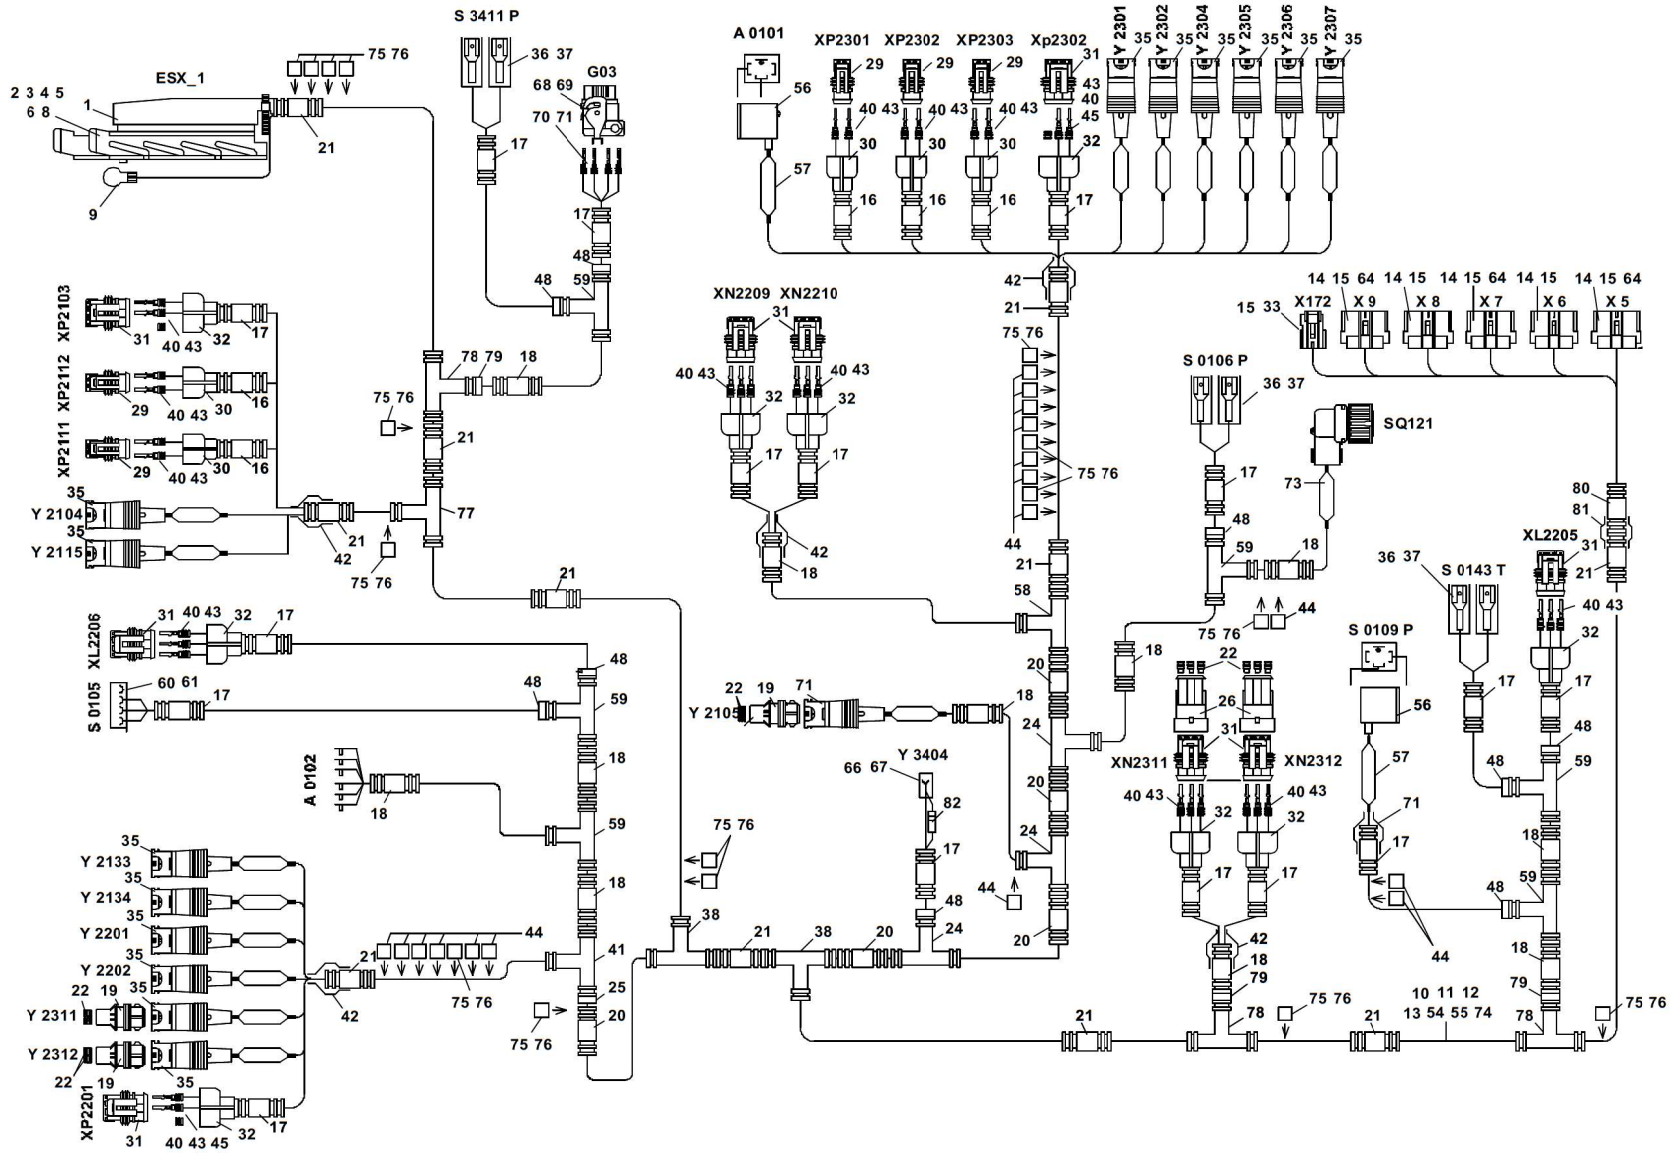 S 3411 P
A 0101
XP2301 XP2302 XP2303 Xp2302
Y 2301
Y 2302
Y 2304
Y 2305
Y 2306
Y 2307
35 35 35 35 35 35
75 76
ESX_1
2 3 4 5
6 8
1
21
9
36 37
G03
68 69
70 71
17
17
48
59
48
56
57
29 29 29 31
43
40
40 43 40 43 40 43 45
30 30 30 32
16 16 16 17
42
21
78 79 18
XP2103
31 40 43 32 17
XP2112
29 40 43 30 16
XP2111
29 40 43 30 16
75 76
21
35
Y 2104
35
Y 2115
21
42
77
75 76
XN2209 XN2210
31
40 43 40 43
32 32
17 17
42
18
75 76
75 76
44
21
58
14 15 64 14 15 14 15 64 14 15 14 15 64
15 33
X172 X 9 X 8 X 7 X 6 X 5
S 0106 P
36 37
SQ121
17
73
48
59
18
75 76
44
80
81
21
XL2205
31
40 43
32
17
48
59
36 37
S 0143 T
17
48
S 0109 P
56
57
71
17
44
21
XL2206
31 40 43 32 17
48
S 0105
60 61
17
48
59
18
A 0102
18
59
18
20
18
24
20
24
20
44
22 19 71
Y 2105
18
Y 3404
66 67
82
17
48
24
75 76
38
21 38 20
22
26
31
XN2311 XN2312
40 43 40 43
32 32
17 17
42
18
79
78
18
59
48
18
79
78
35
Y 2133
35
Y 2134
35
Y 2201
35
Y 2202
22 19 35
Y 2311
Y 2312
22 19 35
XP2201
31 40 43 45 32 17
21
42
44
75 76
41
25
20
75 76
21
75 76
21
10 11 12
13 54 55 74
75 76